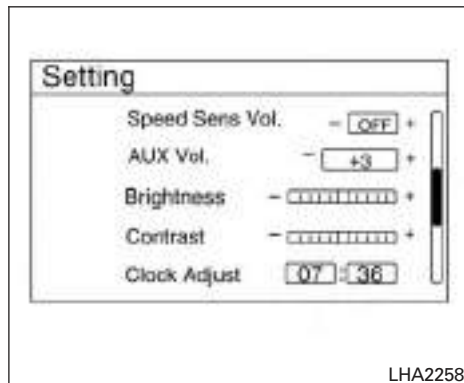 Setting
Speed Sens Vol. - OFF +
AUX Vol. - +3 +
Brightness - +
Contrast - +
Clock Adjust 07 : 36
LHA2258